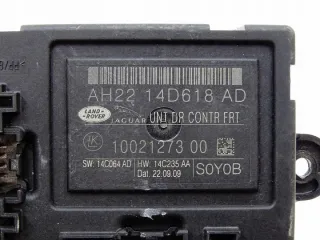 AH22 14D618 AD
LAND ROVER JAGUAR UNT DR CONTR FRT.
10021273 00
SW: 14C064 AD HW: 14C235 AA
Dat. 22.09.09 SOYOB